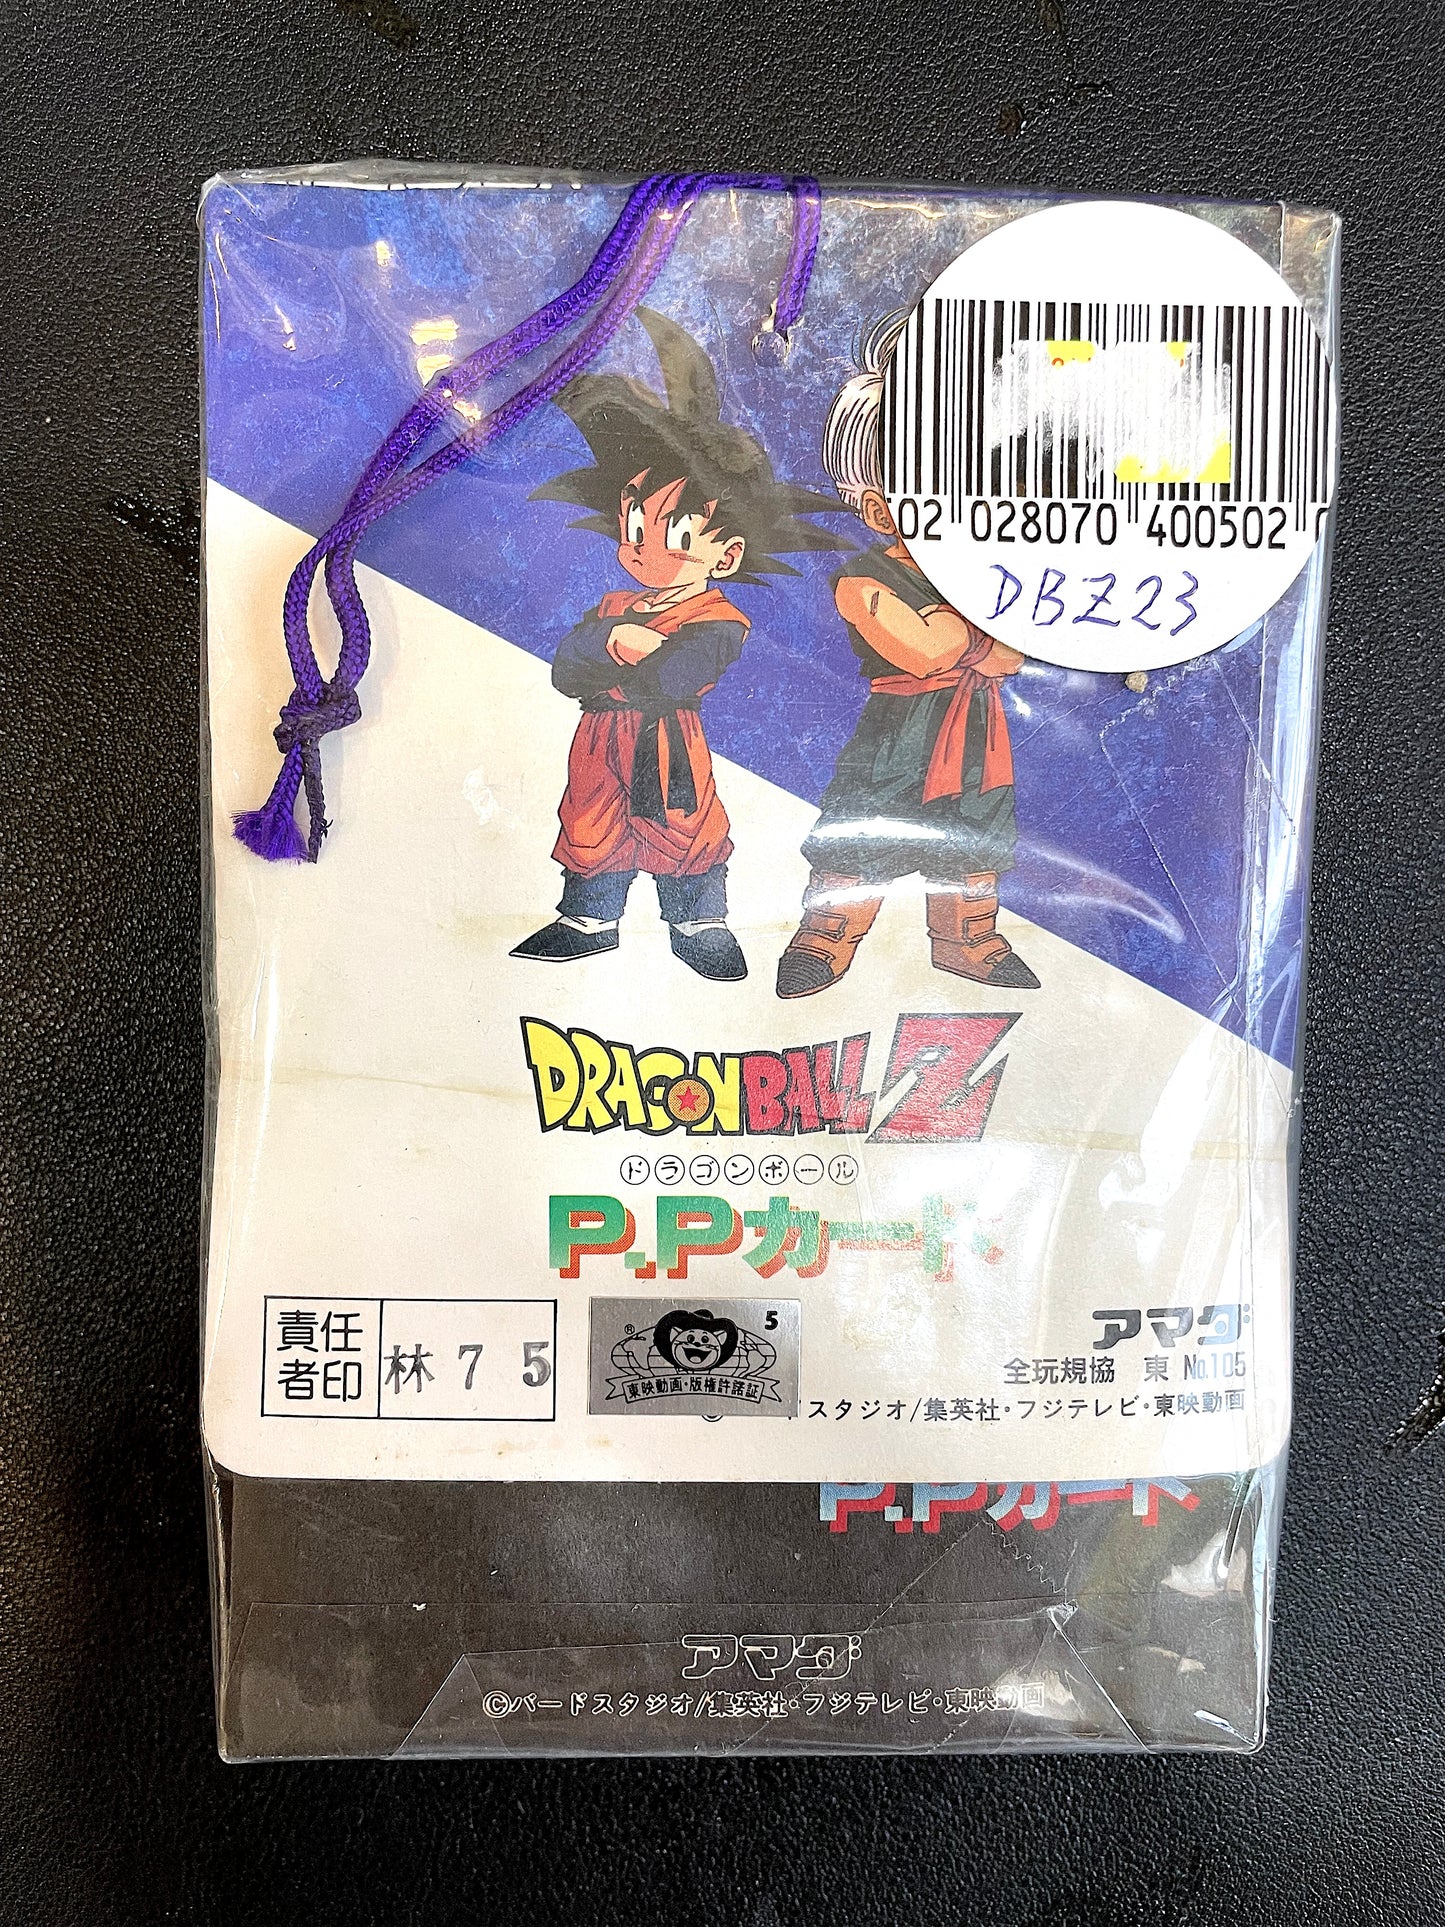 02 028070 400502
DBZ23
DRAGONBALL Z
ドラゴンボール
P.Pカード
責任者印
林 7 5
5
®
東映動画・版権許諾証
アマダ
全玩規協 東 No.105
スタジオ/集英社・フジテレビ・東映動画
P.Pカード
アマダ
©バードスタジオ/集英社・フジテレビ・東映動画